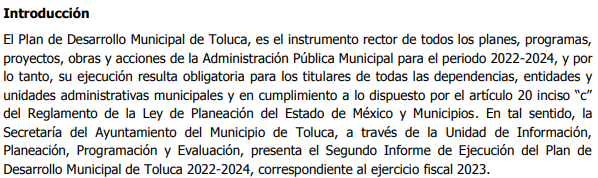 Introducción
El Plan de Desarrollo Municipal de Toluca, es el instrumento rector de todos los planes, programas,
proyectos, obras y acciones de la Administración Pública Municipal para el periodo 2022-2024, y por
lo tanto, su ejecución resulta obligatoria para los titulares de todas las dependencias, entidades y
unidades administrativas municipales y en cumplimiento a lo dispuesto por el artículo 20 inciso “c”
del Reglamento de la Ley de Planeación del Estado de México y Municipios. En tal sentido, la
Secretaría del Ayuntamiento del Municipio de Toluca, a través de la Unidad de Información,
Planeación, Programación y Evaluación, presenta el Segundo Informe de Ejecución del Plan de
Desarrollo Municipal de Toluca 2022-2024, correspondiente al ejercicio fiscal 2023.